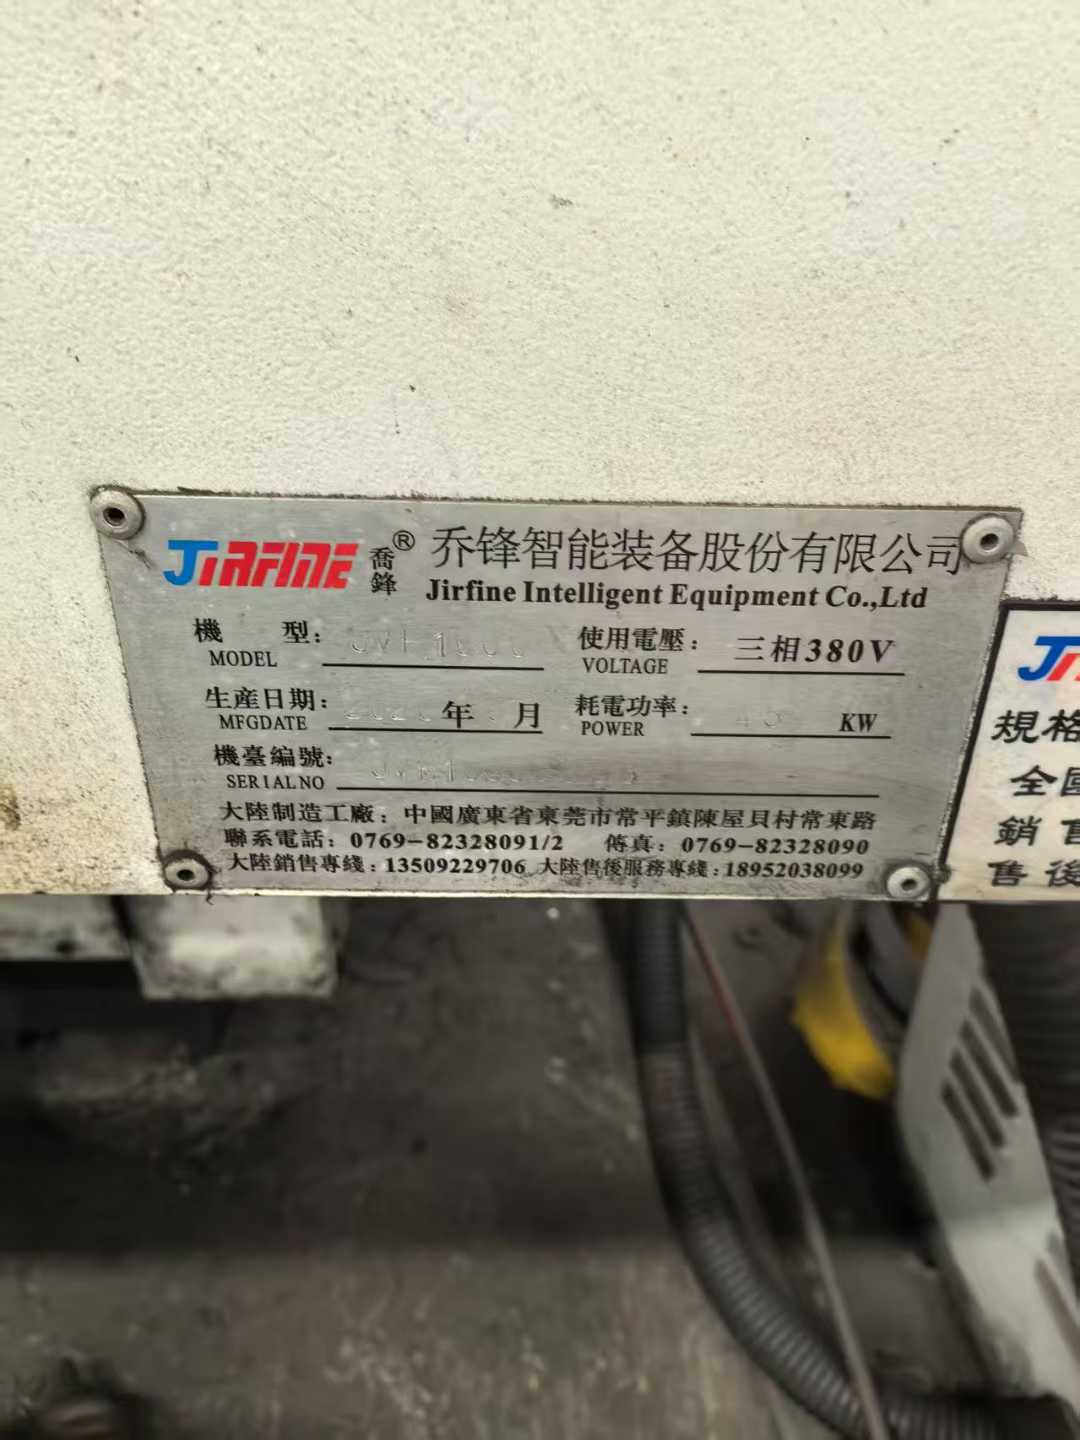 JIRFINE 喬鋒 ® 乔锋智能装备股份有限公司
Jirfine Intelligent Equipment Co.,Ltd
機 型: 使用電壓: 三相380V
MODEL VOLTAGE
生産日期: 年 月 耗電功率: KW
MFGDATE POWER
機臺編號:
SERIALNO
大陸制造工廠: 中國廣東省東莞市常平鎮陳屋貝村常東路
聯系電話: 0769-82328091/2 傳真: 0769-82328090
大陸銷售專綫: 13509229706 大陸售後服務專綫: 18952038099
規格
全國
銷售
售後